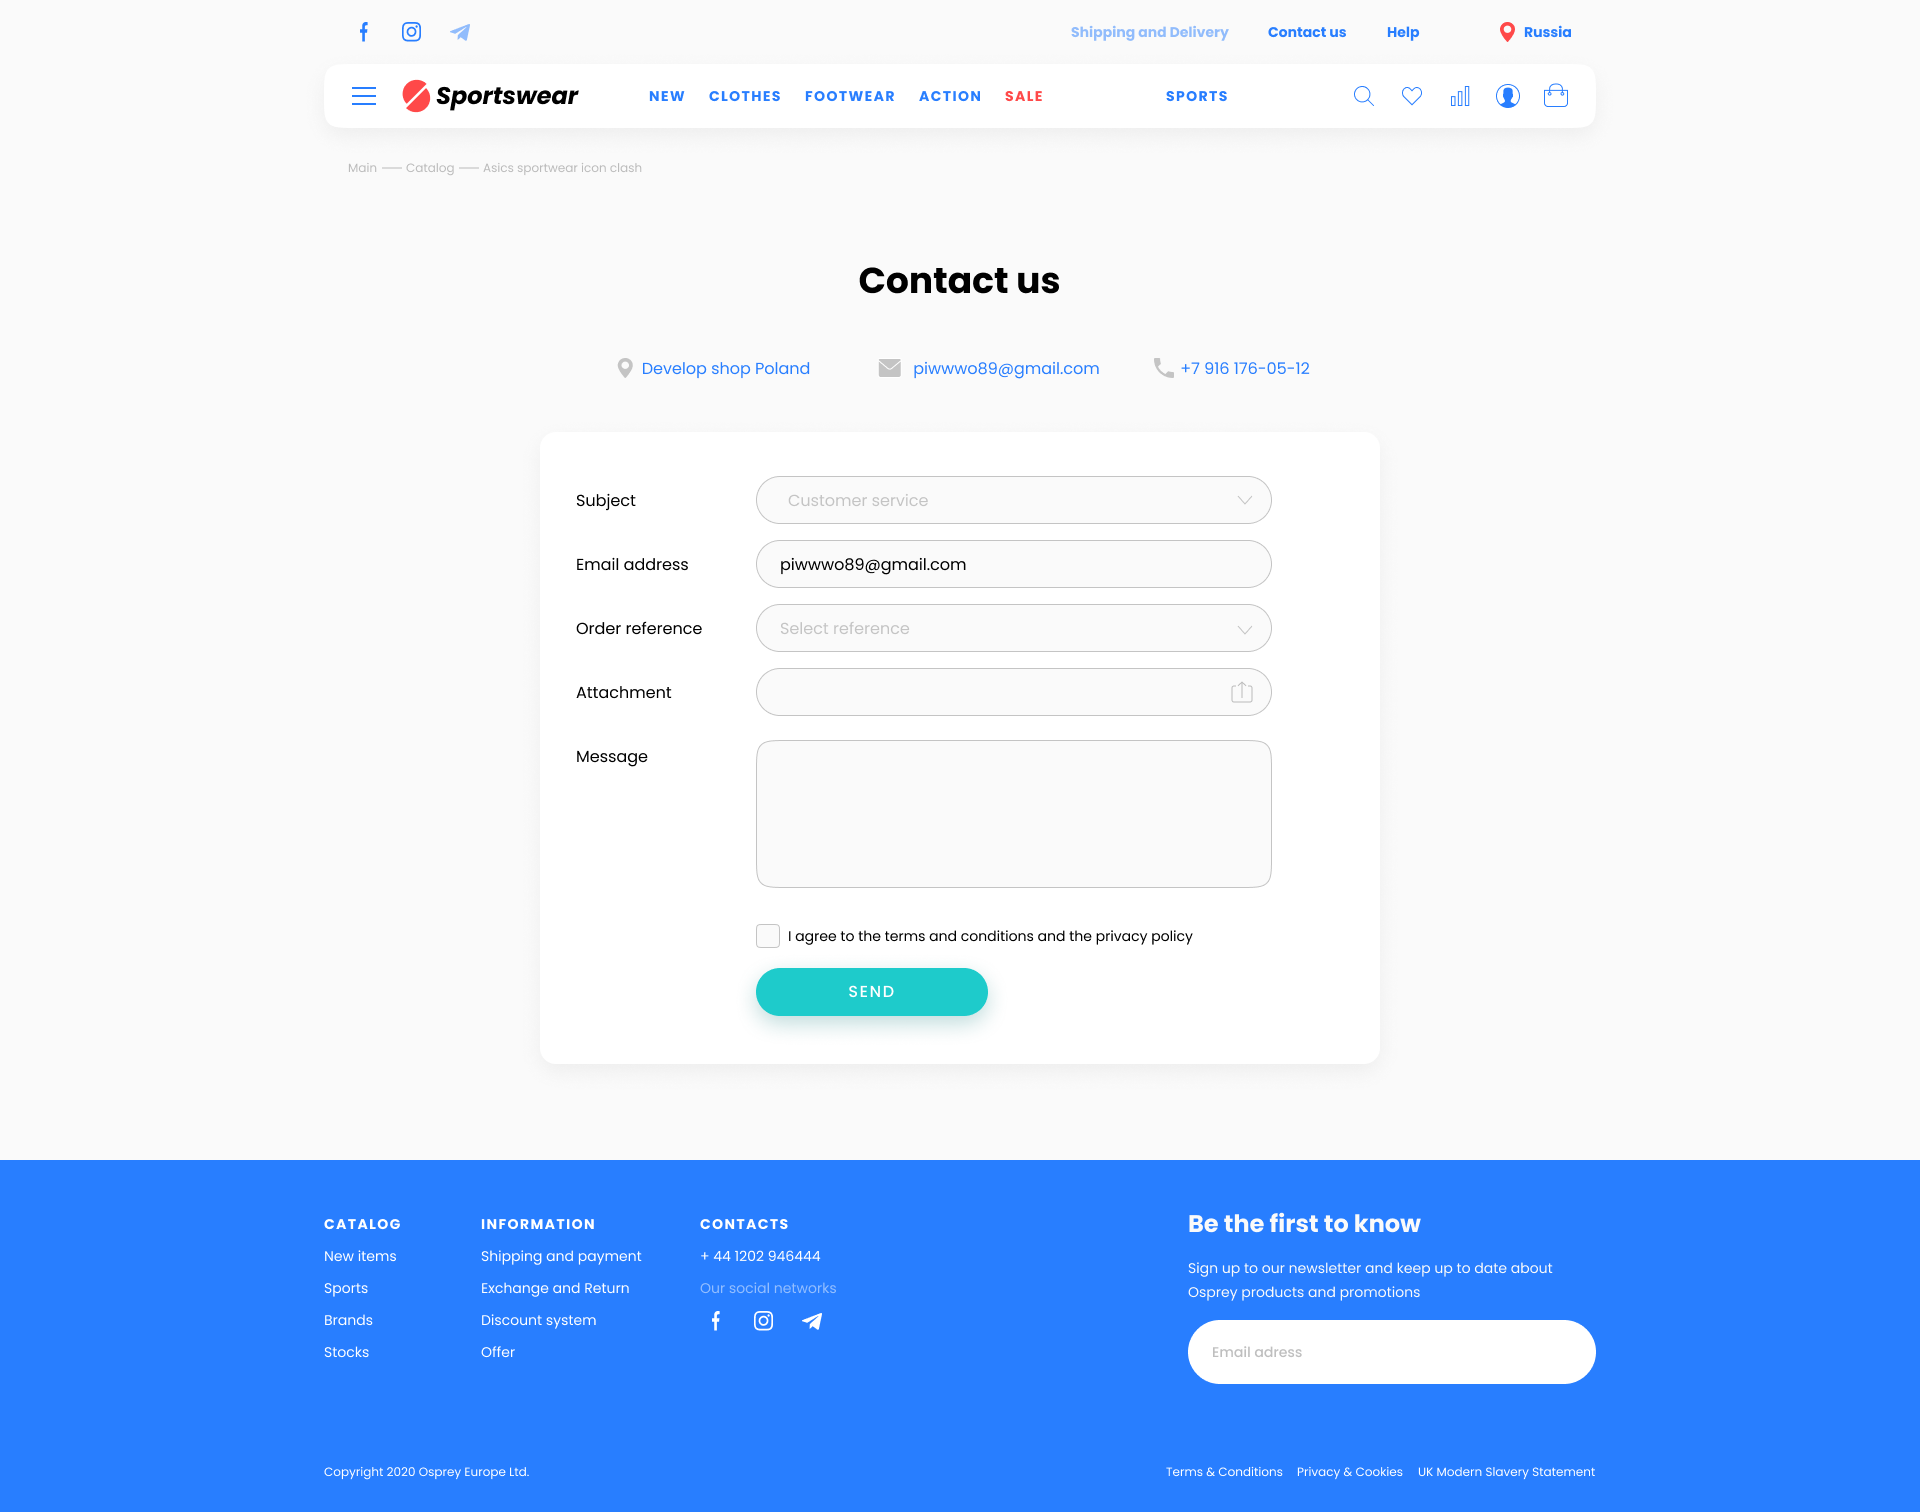 Shipping and Delivery
Contact us
Help
Russia
Sportswear
NEW
CLOTHES
FOOTWEAR
ACTION
SALE
SPORTS
Main — Catalog — Asics sportwear icon clash
Contact us
Develop shop Poland
piwwwo89@gmail.com
+7 916 176-05-12
Subject
Customer service
Email address
piwwwo89@gmail.com
Order reference
Select reference
Attachment
Message
I agree to the terms and conditions and the privacy policy
SEND
CATALOG
New items
Sports
Brands
Stocks
INFORMATION
Shipping and payment
Exchange and Return
Discount system
Offer
CONTACTS
+ 44 1202 946444
Our social networks
Be the first to know
Sign up to our newsletter and keep up to date about
Osprey products and promotions
Email adress
Copyright 2020 Osprey Europe Ltd.
Terms & Conditions
Privacy & Cookies
UK Modern Slavery Statement